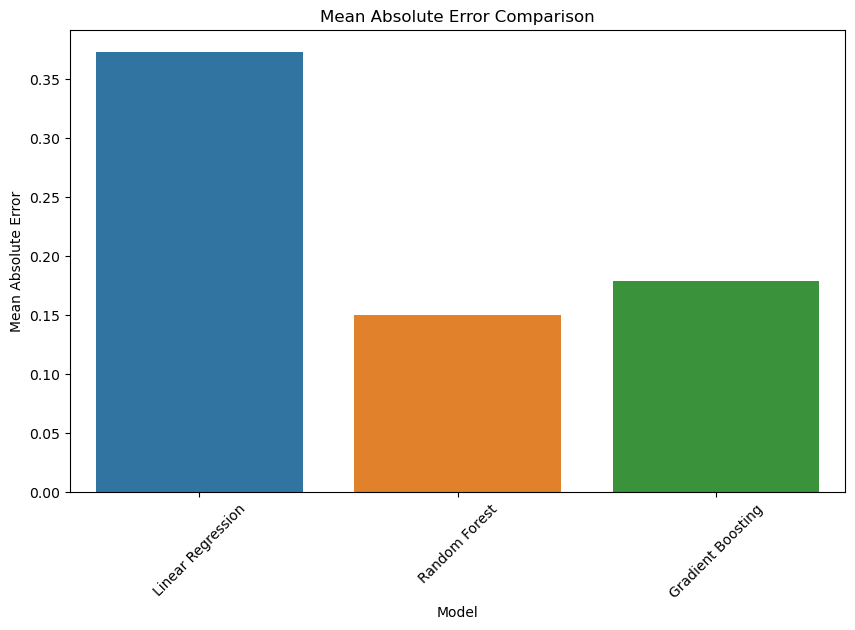 Mean Absolute Error Comparison
Mean Absolute Error
0.35
0.30
0.25
0.20
0.15
0.10
0.05
0.00
Linear Regression
Random Forest
Gradient Boosting
Model